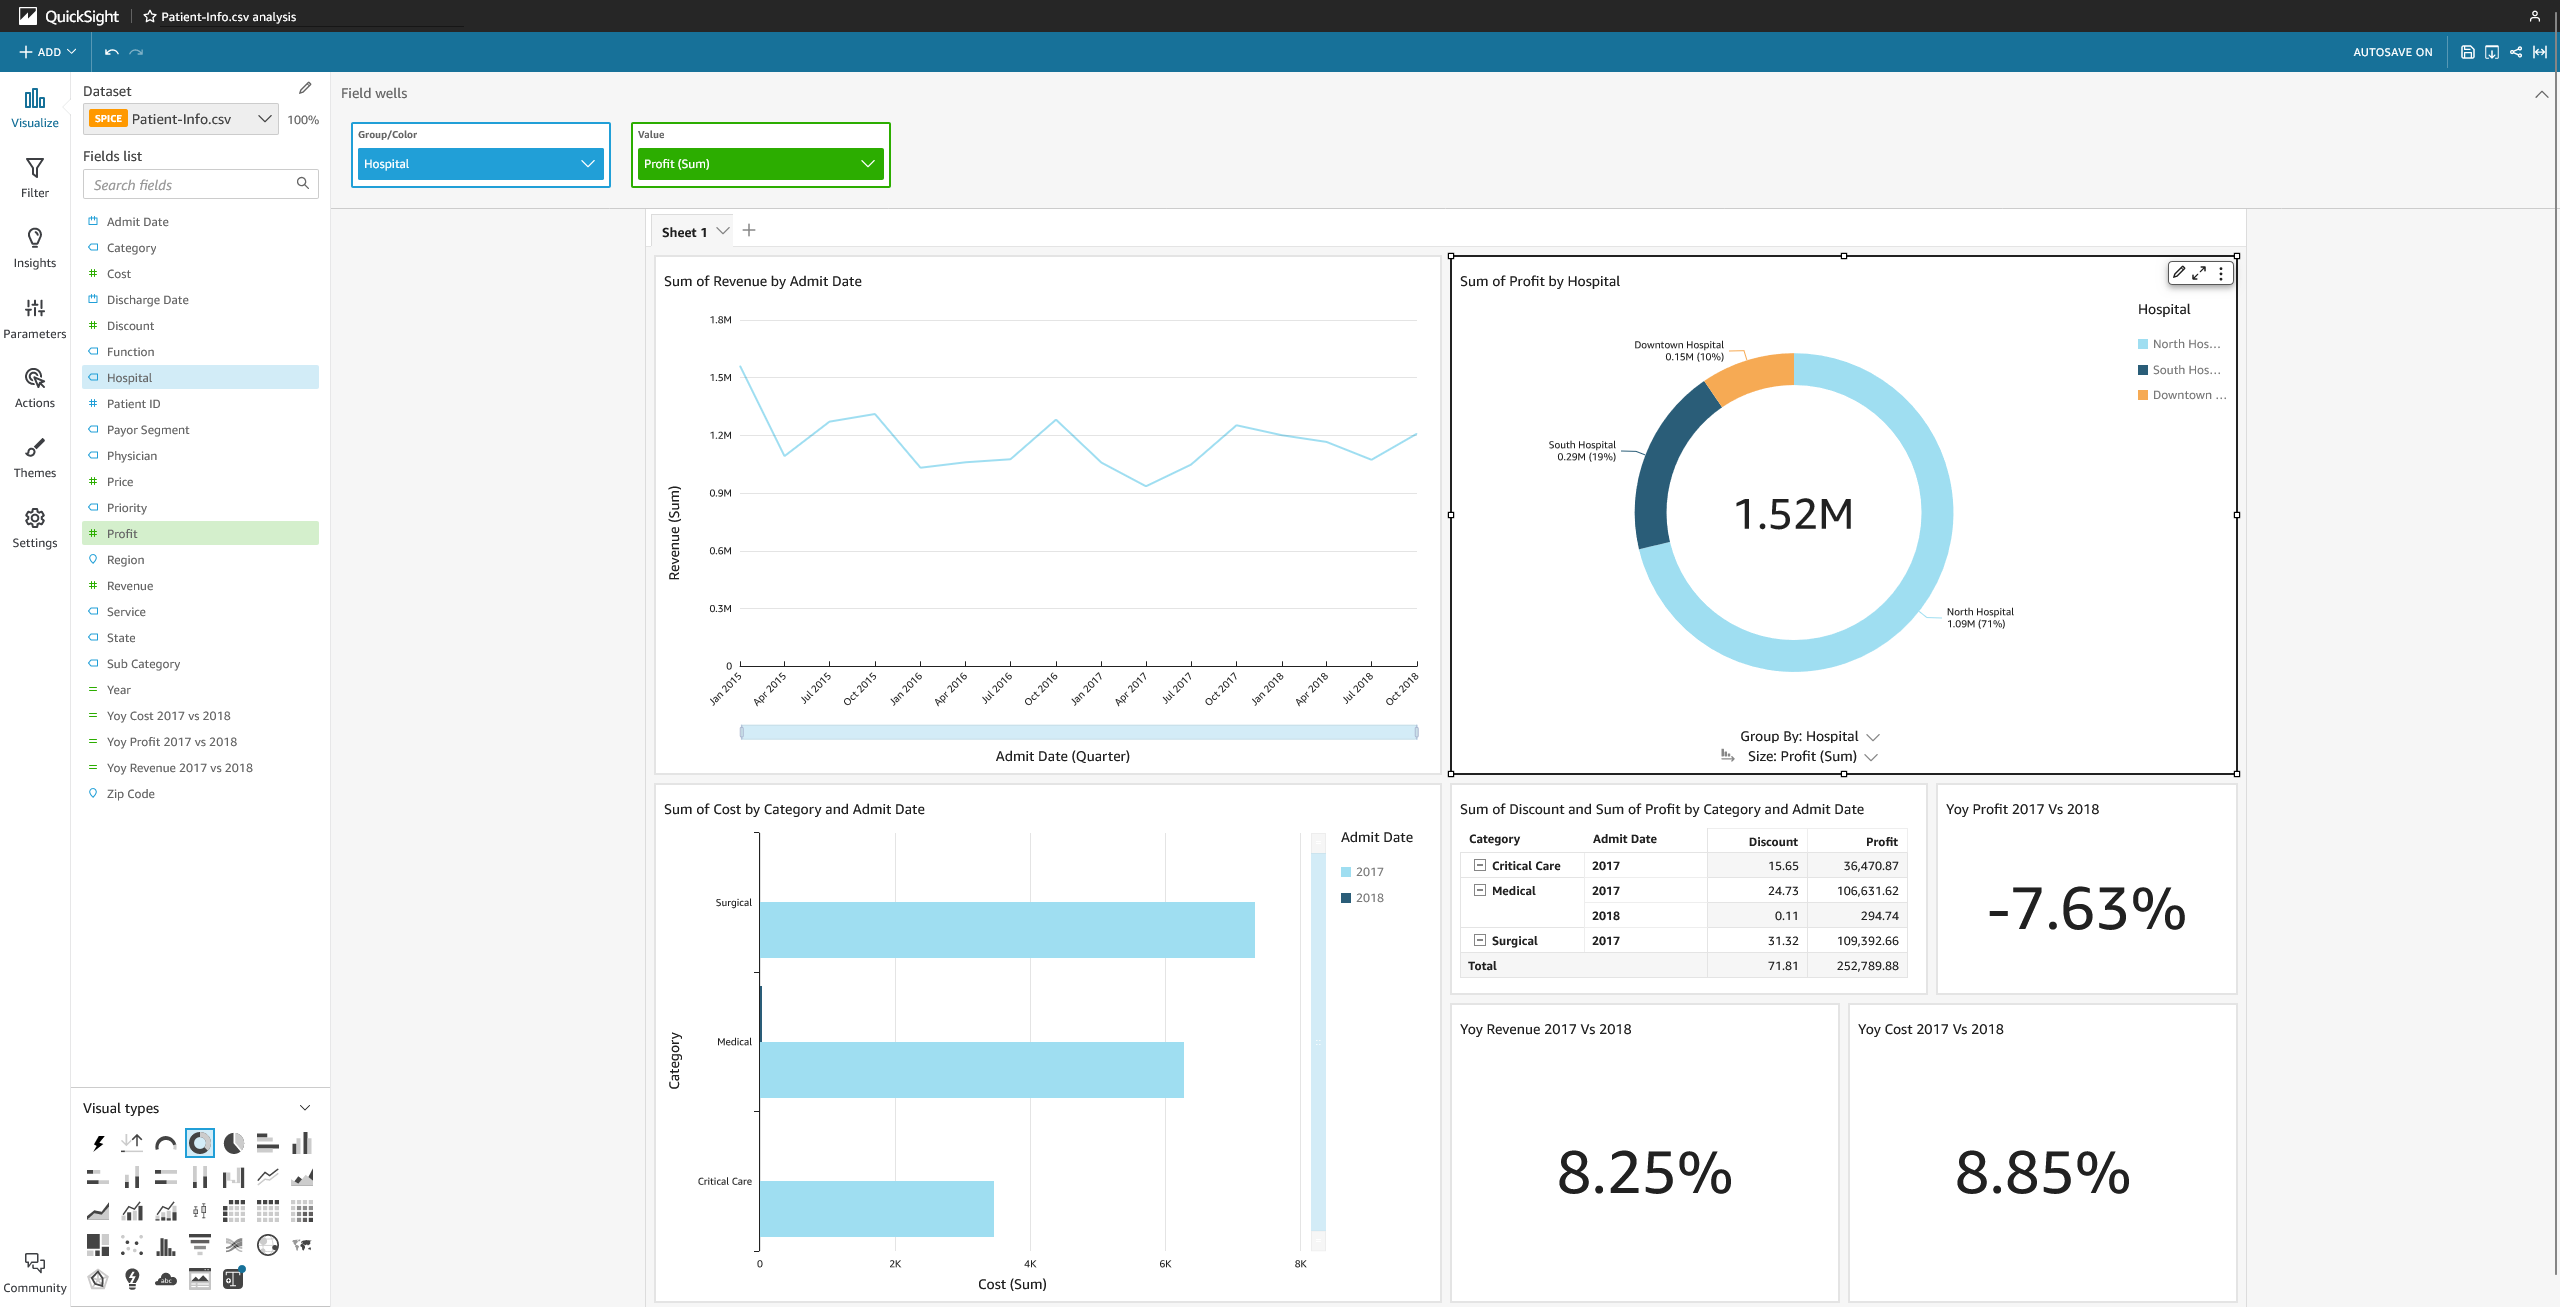 QuickSight
Patient-Info.csv analysis
ADD
AUTOSAVE ON
Visualize
Filter
Insights
Parameters
Actions
Themes
Settings
Community
Dataset
SPICE Patient-Info.csv 100%
Fields list
Search fields
Admit Date
Category
Cost
Discharge Date
Discount
Function
Hospital
Patient ID
Payor Segment
Physician
Price
Priority
Profit
Region
Revenue
Service
State
Sub Category
Year
Yoy Cost 2017 vs 2018
Yoy Profit 2017 vs 2018
Yoy Revenue 2017 vs 2018
Zip Code
Visual types
abc
Field wells
Group/Color
Hospital
Value
Profit (Sum)
Sheet 1
Sum of Revenue by Admit Date
Revenue (Sum)
1.8M
1.5M
1.2M
0.9M
0.6M
0.3M
0
Jan 2015
Apr 2015
Jul 2015
Oct 2015
Jan 2016
Apr 2016
Jul 2016
Oct 2016
Jan 2017
Apr 2017
Jul 2017
Oct 2017
Jan 2018
Apr 2018
Jul 2018
Oct 2018
Admit Date (Quarter)
Sum of Profit by Hospital
Hospital
North Hos...
South Hos...
Downtown ...
Downtown Hospital
0.15M (10%)
South Hospital
0.29M (19%)
1.52M
North Hospital
1.09M (71%)
Group By: Hospital
Size: Profit (Sum)
Sum of Cost by Category and Admit Date
Category
Surgical
Medical
Critical Care
0
2K
4K
6K
8K
Cost (Sum)
Admit Date
2017
2018
Sum of Discount and Sum of Profit by Category and Admit Date
Category Admit Date Discount Profit
Critical Care 2017 15.65 36,470.87
Medical 2017 24.73 106,631.62
2018 0.11 294.74
Surgical 2017 31.32 109,392.66
Total 71.81 252,789.88
Yoy Profit 2017 Vs 2018
-7.63%
Yoy Revenue 2017 Vs 2018
8.25%
Yoy Cost 2017 Vs 2018
8.85%